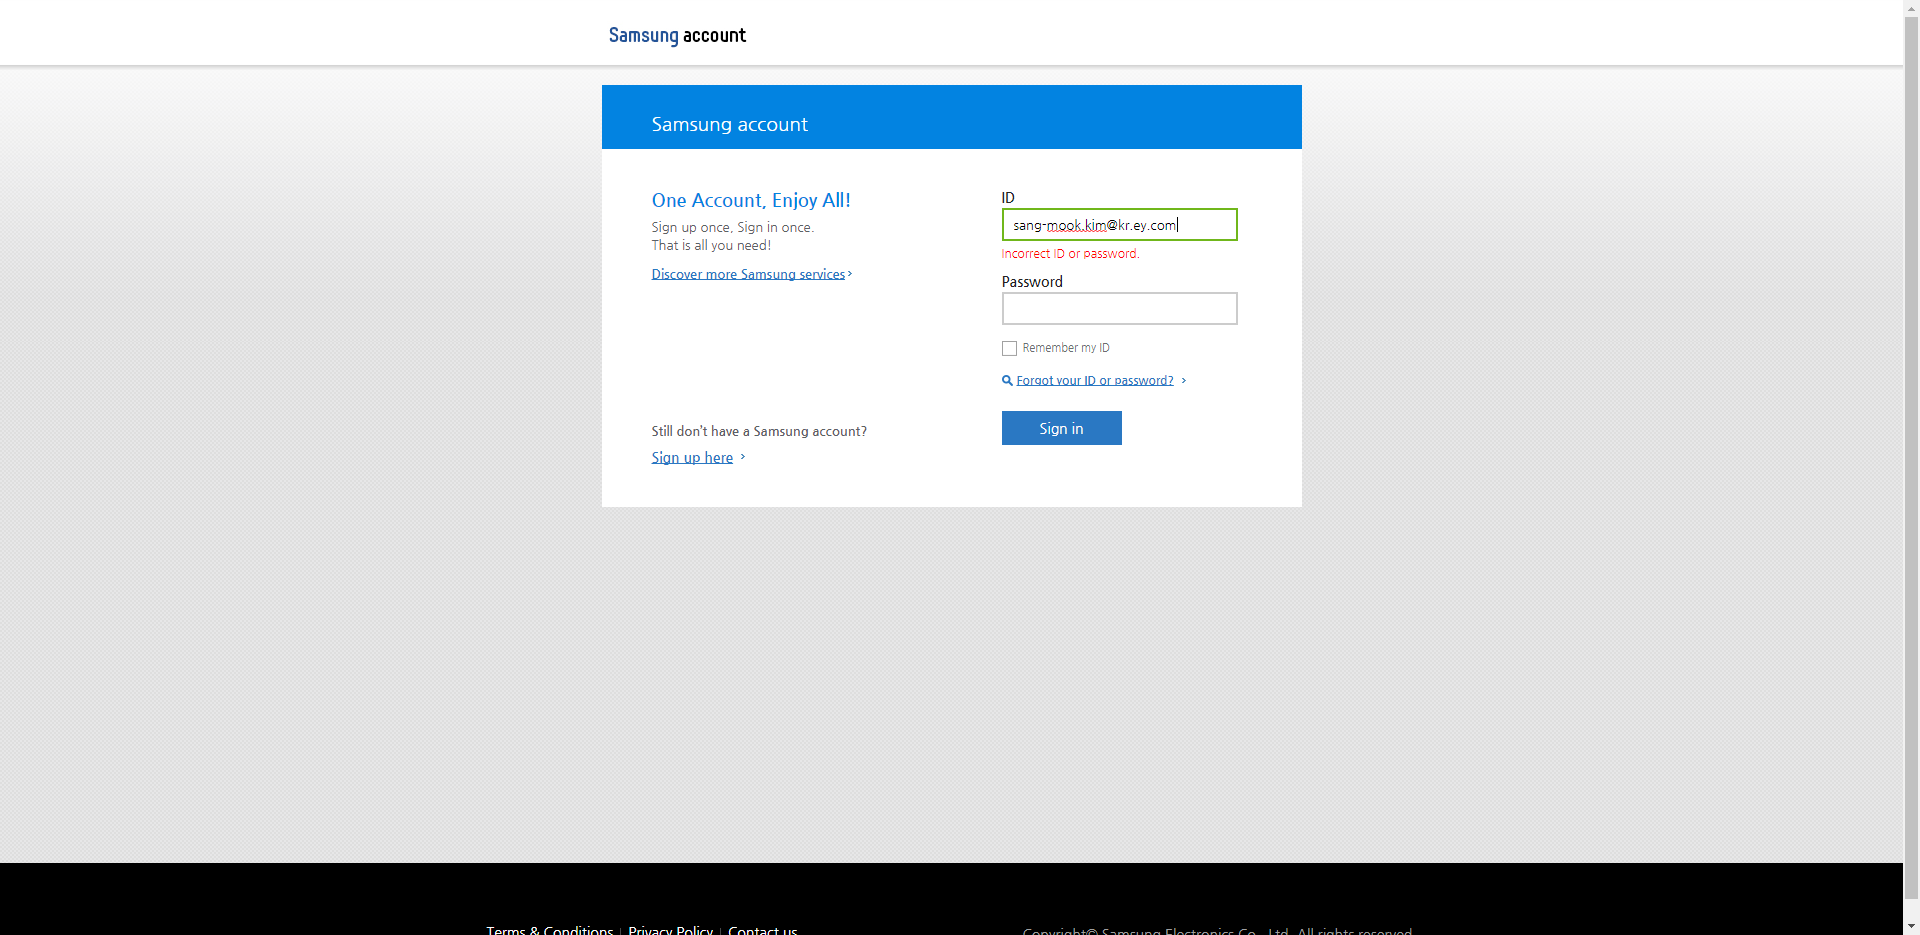 Samsung account
Samsung account
One Account, Enjoy All!
Sign up once, Sign in once.
That is all you need!
Discover more Samsung services
Still don't have a Samsung account?
Sign up here
ID
sang-mook.kim@kr.ey.com
Incorrect ID or password.
Password
Remember my ID
Forgot your ID or password?
Sign in
Terms & Conditions | Privacy Policy | Contact us
Copyright© Samsung Electronics Co., Ltd. All rights reserved.